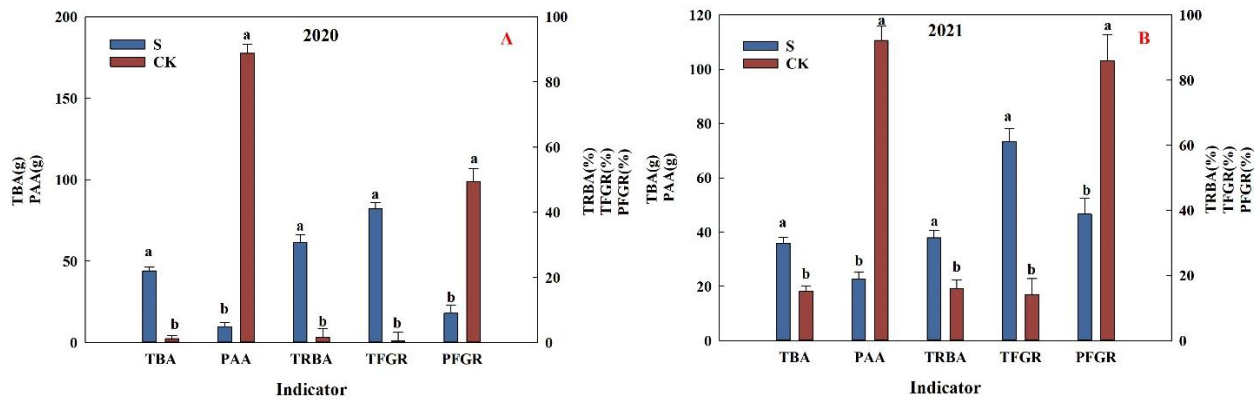 200
150
100
50
0
TBA(g)
PAA(g)
2020
A
S
CK
a
b
b
a
a
b
a
b
b
a
100
80
60
40
20
0
TRBA(%)
TFGR(%)
PFGR(%)
TBA PAA TRBA TFGR PFGR
Indicator
120
100
80
60
40
20
0
TBA(g)
PAA(g)
2021
B
S
CK
a
b
b
a
a
b
a
b
b
a
100
80
60
40
20
0
TRBA(%)
TFGR(%)
PFGR(%)
TBA PAA TRBA TFGR PFGR
Indicator